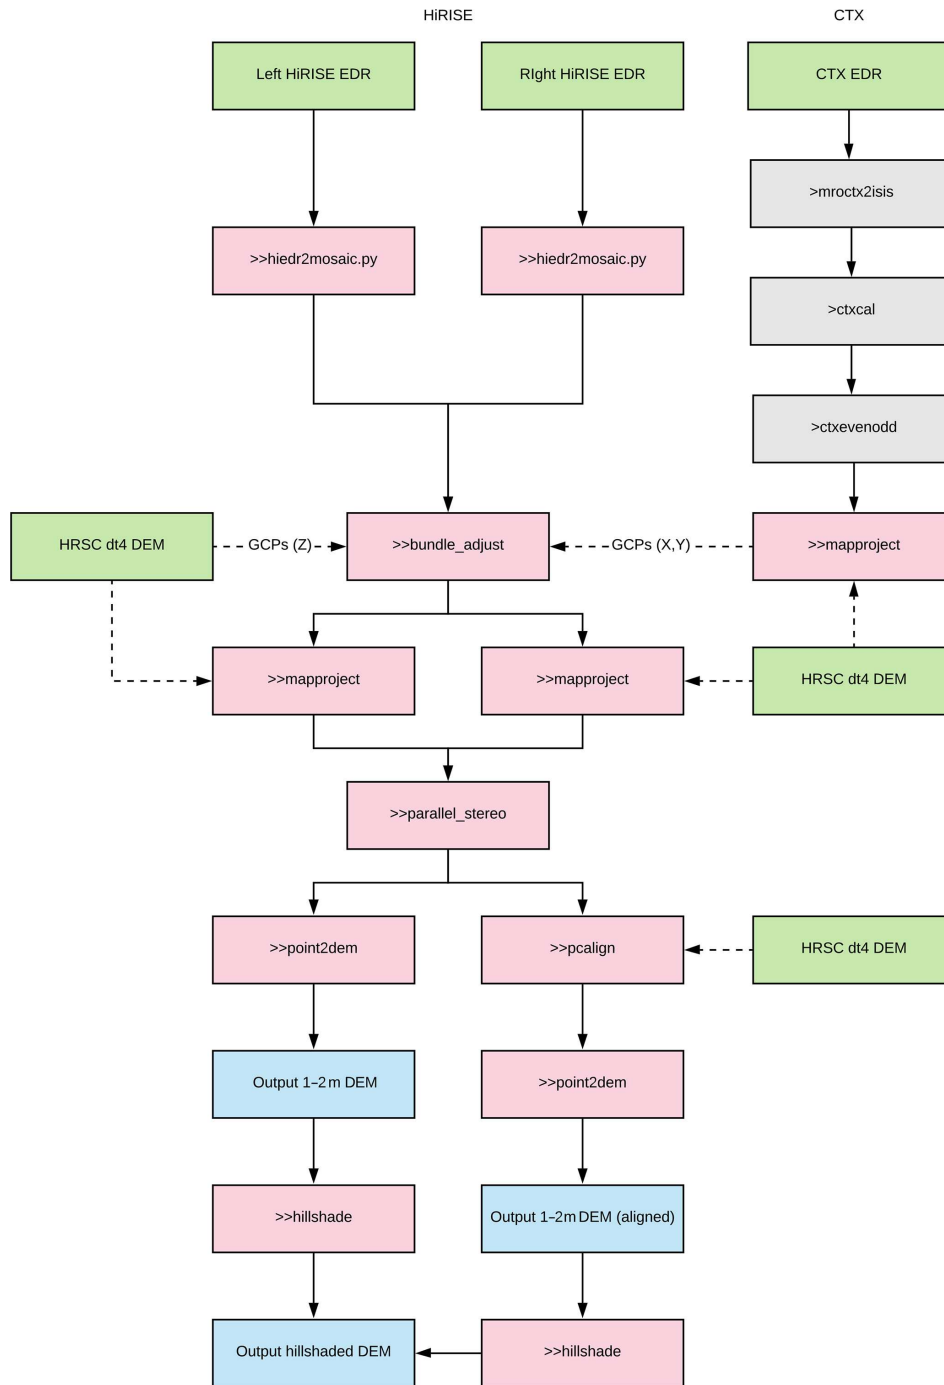 HiRISE
CTX
Left HiRISE EDR
RIght HiRISE EDR
CTX EDR
>mroctx2isis
>>hiedr2mosaic.py
>>hiedr2mosaic.py
>ctxcal
>ctxevenodd
HRSC dt4 DEM
GCPs (Z)
>>bundle_adjust
GCPs (X,Y)
>>mapproject
>>mapproject
>>mapproject
HRSC dt4 DEM
>>parallel_stereo
>>point2dem
>>pcalign
HRSC dt4 DEM
Output 1–2 m DEM
>>point2dem
>>hillshade
Output 1–2 m DEM (aligned)
Output hillshaded DEM
>>hillshade